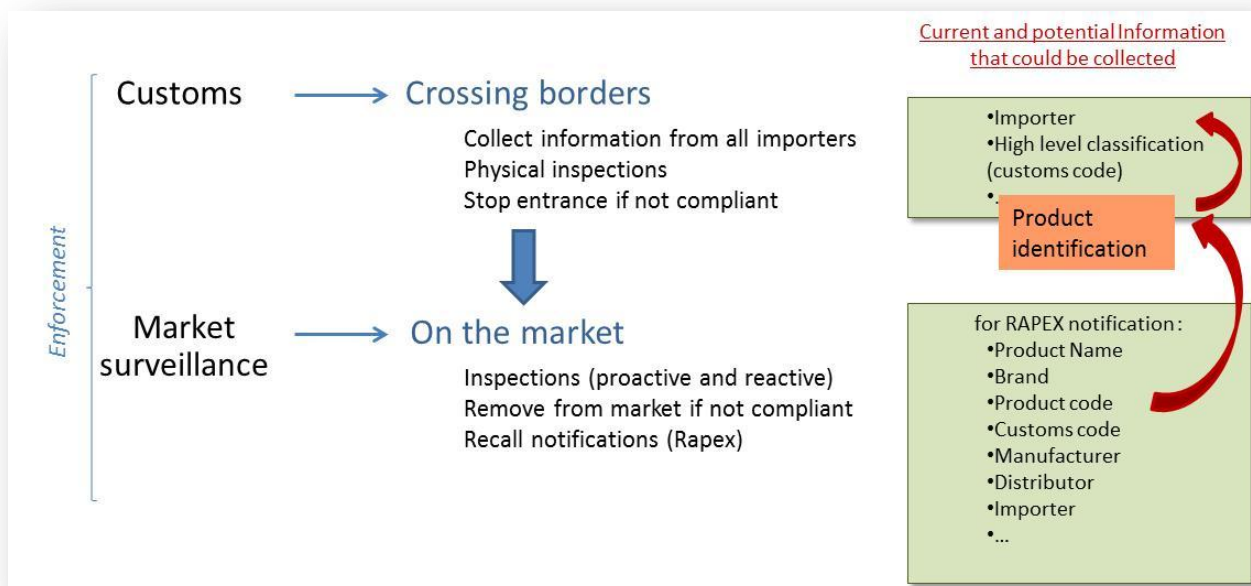 Current and potential Information
that could be collected
Customs
Crossing borders
Collect information from all importers
Physical inspections
Stop entrance if not compliant
•Importer
•High level classification
(customs code)
•.
Product
identification
Enforcement
Market
surveillance
On the market
Inspections (proactive and reactive)
Remove from market if not compliant
Recall notifications (Rapex)
for RAPEX notification:
•Product Name
•Brand
•Product code
•Customs code
•Manufacturer
•Distributor
•Importer
•...